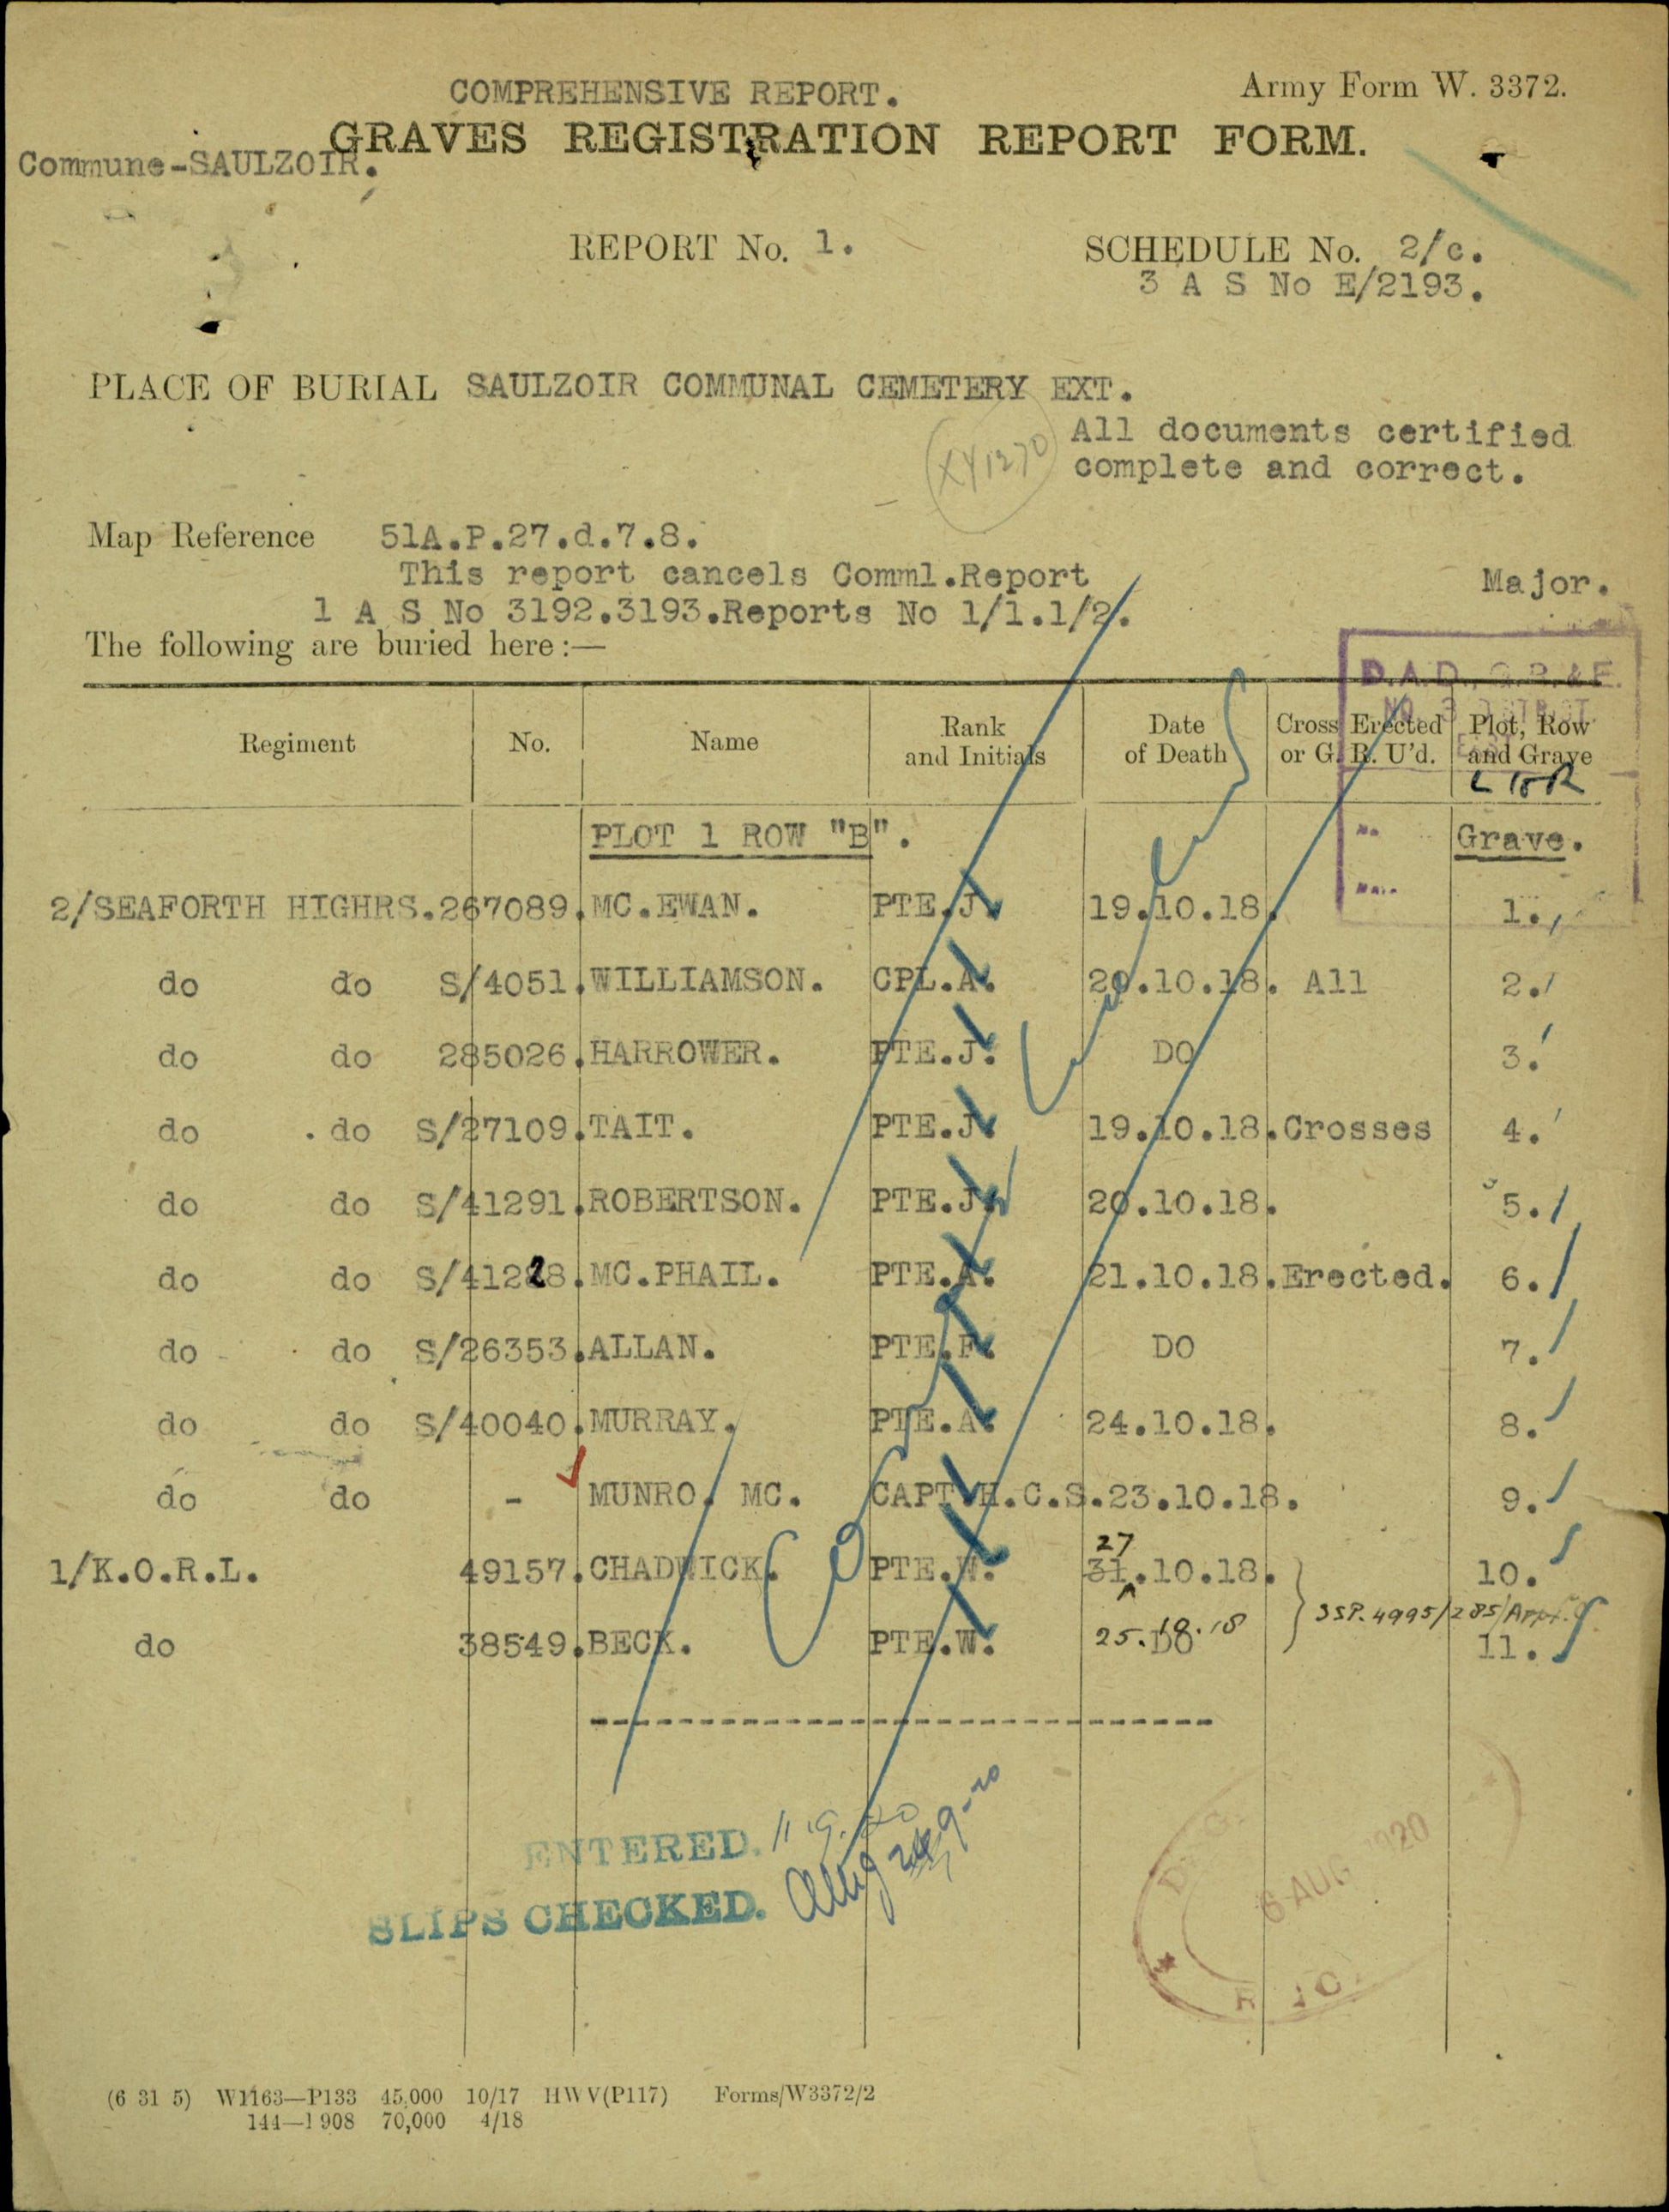 COMPREHENSIVE REPORT.
Army Form W. 3372.
GRAVES REGISTRATION REPORT FORM.
Commune-SAULZOIR.
REPORT No. 1.
SCHEDULE No. 2/c.
3 A S No E/2193.
PLACE OF BURIAL SAULZOIR COMMUNAL CEMETERY EXT.
XY1270
All documents certified
complete and correct.
Map Reference 51A.P.27.d.7.8.
This report cancels Comml.Report
Major.
1 A S No 3192.3193.Reports No 1/1.1/2.
The following are buried here:—
D.A.D., G.R.&E.
Regiment No. Name Rank and Initials Date of Death Cross Erected or G. R. U'd. Plot, Row and Grave
L to R
PLOT 1 ROW "B". Grave.
2/SEAFORTH HIGHRS. 267089. MC.EWAN. PTE.J. 19.10.18. 1.
do do S/4051. WILLIAMSON. CPL.A. 20.10.18. All 2.
do do 285026. HARROWER. PTE.J. DO 3.
do do S/27109. TAIT. PTE.J. 19.10.18. Crosses 4.
do do S/41291. ROBERTSON. PTE.J. 20.10.18. 5.
do do S/41228. MC.PHAIL. PTE.A. 21.10.18. Erected. 6.
do do S/26353. ALLAN. PTE.F. DO 7.
do do S/40040. MURRAY. PTE.A. 24.10.18. 8.
do do - MUNRO. MC. CAPT.H.C.S. 23.10.18. 9.
27
1/K.O.R.L. 49157. CHADWICK. PTE.W. 31.10.18. 10.
SSP.4995/285/
do 38549. BECK. PTE.W. DO 25.10.18 11.
ENTERED. 11.9.20
SLIPS CHECKED.
6 AUG 1920
(6 31 5) W1163—P133 45,000 10/17 HWV(P117) Forms/W3372/2
144—1908 70,000 4/18